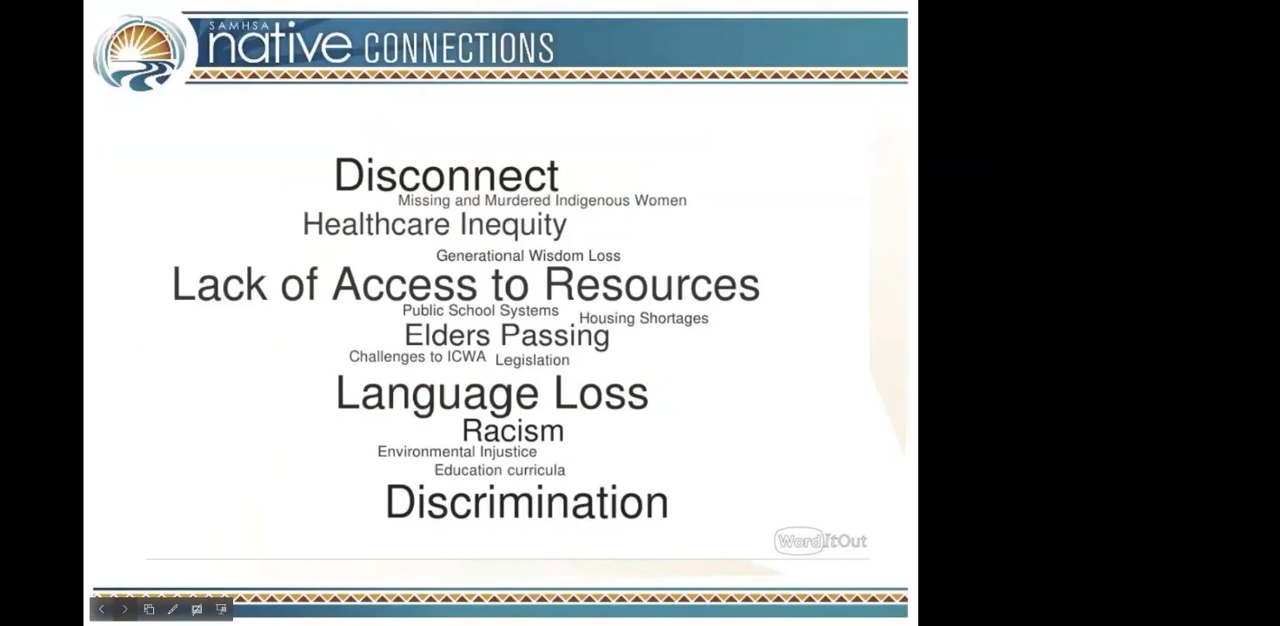 SAMHSA
native CONNECTIONS
Disconnect
Missing and Murdered Indigenous Women
Healthcare Inequity
Generational Wisdom Loss
Lack of Access to Resources
Public School Systems
Housing Shortages
Elders Passing
Challenges to ICWA Legislation
Language Loss
Racism
Environmental Injustice
Education curricula
Discrimination
WordItOut